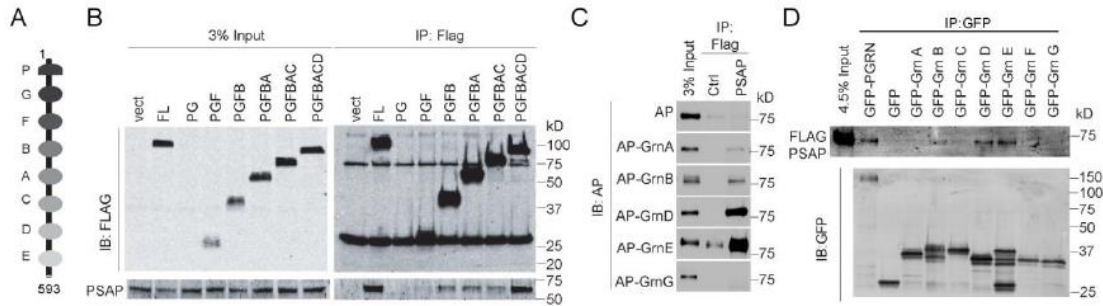 A
1
P
G
F
B
A
C
D
E
593
B
3% Input
IP: Flag
vect
FL
PG
PGF
PGFB
PGFBA
PGFBAC
PGFBACD
vect
FL
PG
PGF
PGFB
PGFBA
PGFBAC
PGFBACD
kD
100
75
50
37
25
20
75
50
IB: FLAG
PSAP
C
IP:
Flag
3% Input
Ctrl
PSAP
kD
IB: AP
AP
75
AP-GrnA
75
AP-GrnB
75
AP-GrnD
75
AP-GrnE
75
AP-GrnG
75
D
IP:GFP
4.5% Input
GFP-PGRN
GFP
GFP-Grn A
GFP-Grn B
GFP-Grn C
GFP-Grn D
GFP-Grn E
GFP-Grn F
GFP-Grn G
kD
FLAG
PSAP
75
IB:GFP
150
100
75
50
37
25